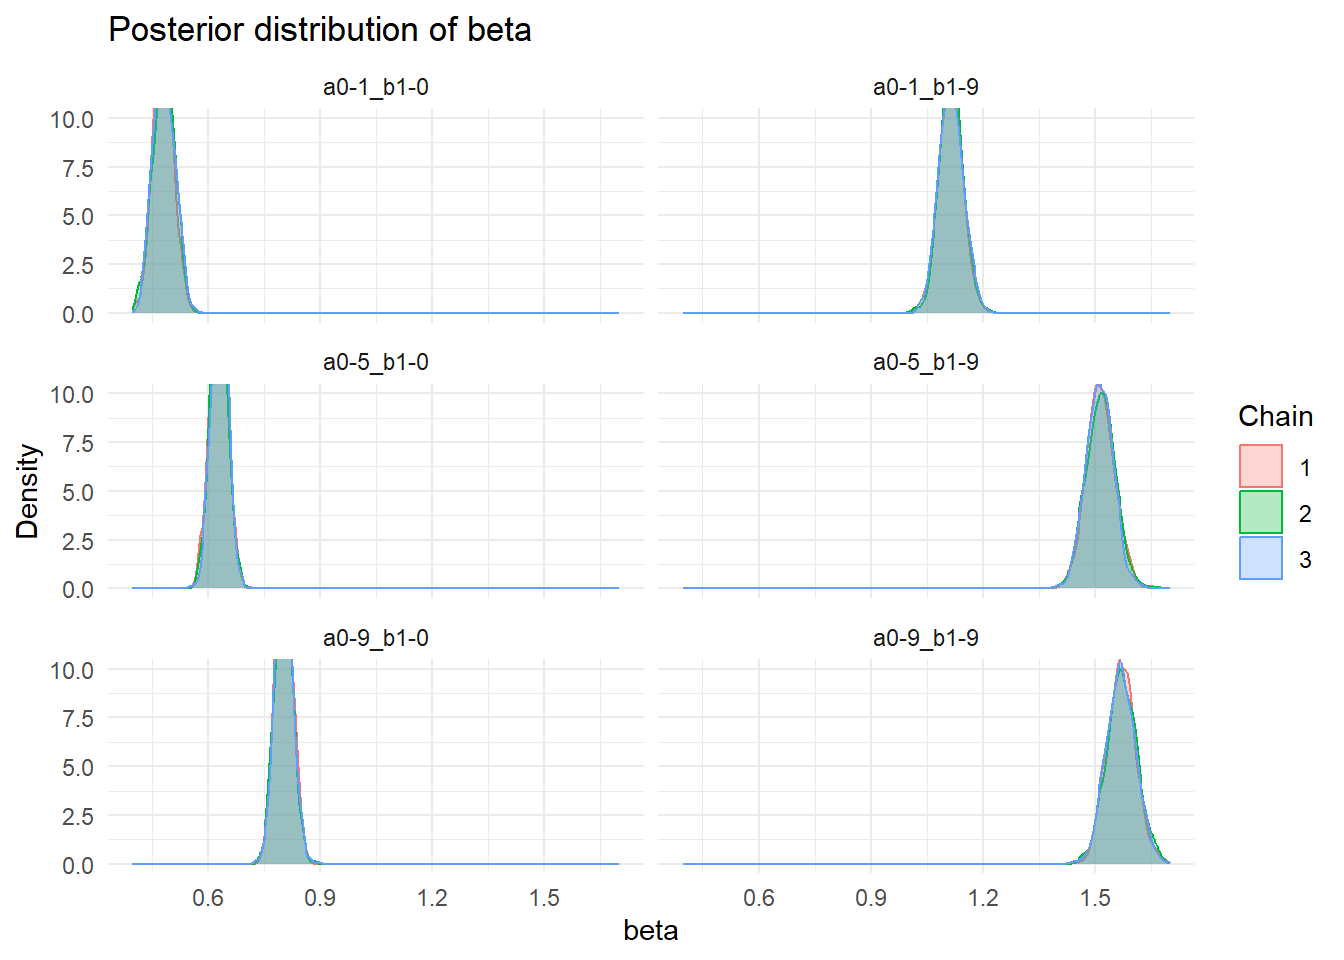 Posterior distribution of beta
a0-1_b1-0
a0-1_b1-9
10.0
7.5
5.0
2.5
0.0
a0-5_b1-0
a0-5_b1-9
10.0
7.5
5.0
2.5
0.0
a0-9_b1-0
a0-9_b1-9
10.0
7.5
5.0
2.5
0.0
0.6 0.9 1.2 1.5
0.6 0.9 1.2 1.5
beta
Density
Chain
1
2
3